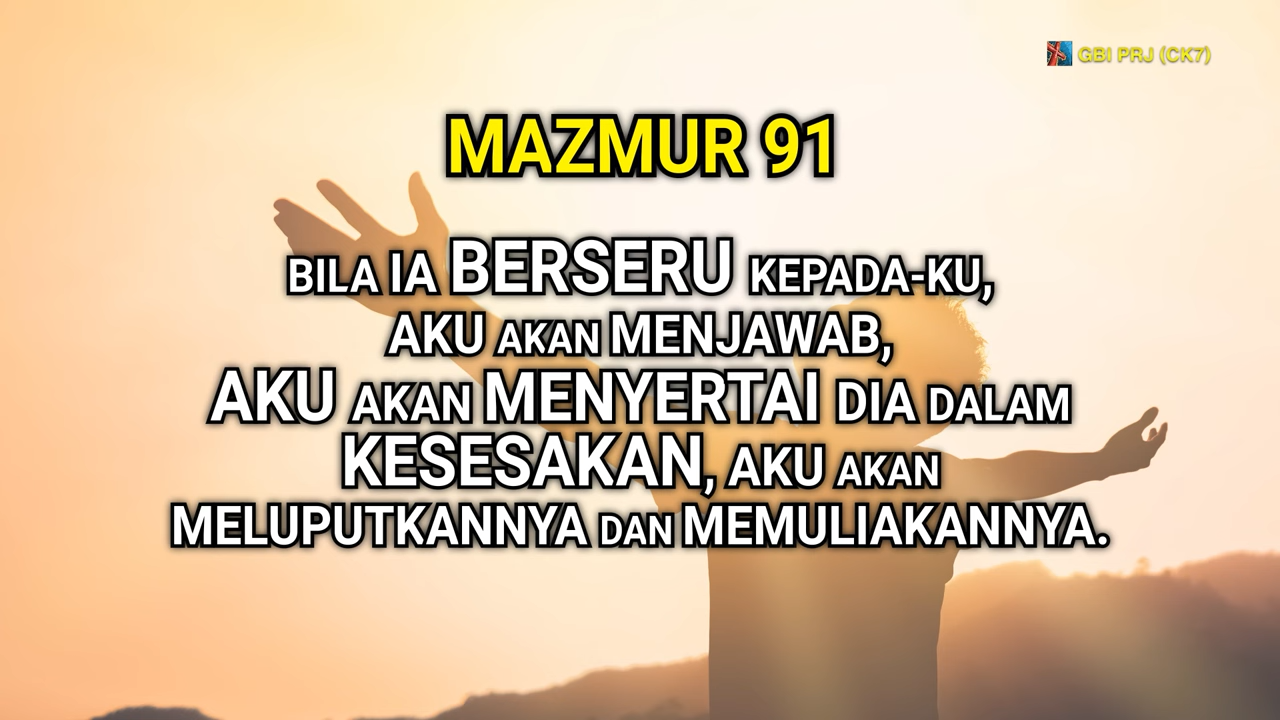 GBI PRJ (CK7)
MAZMUR 91
BILA IA BERSERU KEPADA-KU,
AKU AKAN MENJAWAB,
AKU AKAN MENYERTAI DIA DALAM
KESESAKAN, AKU AKAN
MELUPUTKANNYA DAN MEMULIAKANNYA.